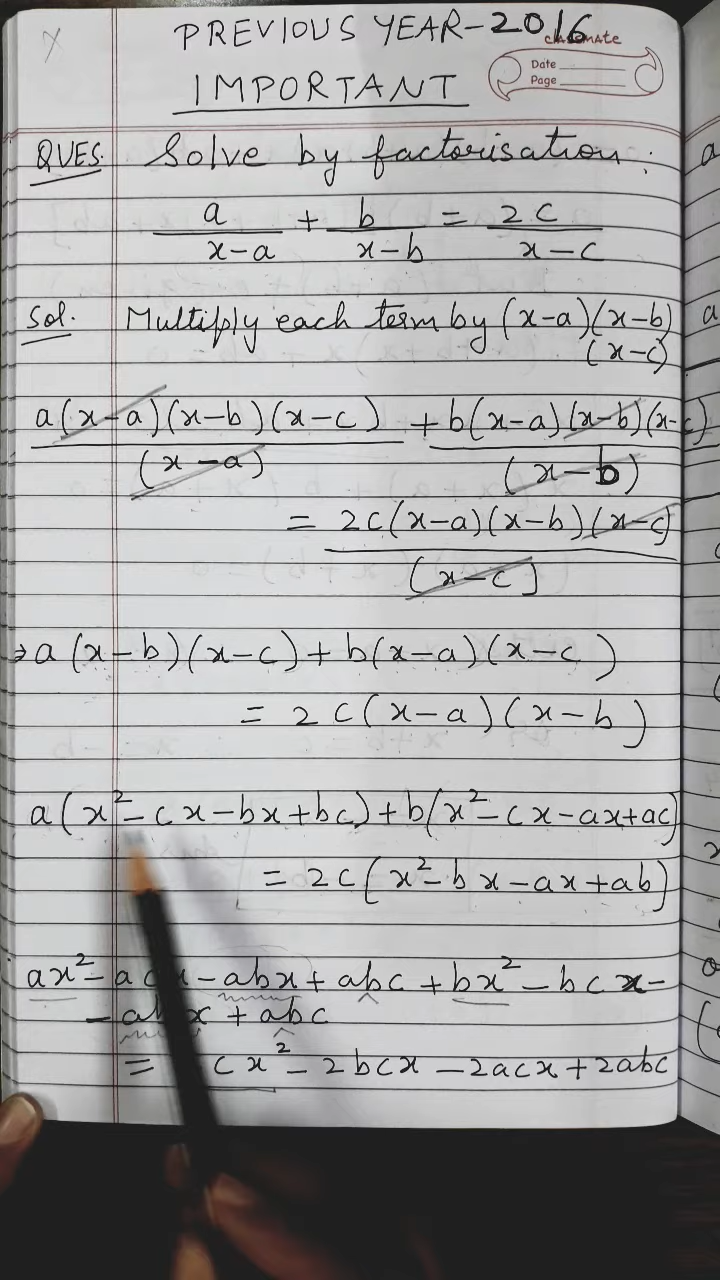 PREVIOUS YEAR-2016
IMPORTANT
CLASSMATE
Date
Page
QUES. Solve by factorisation:
a/(x-a) + b/(x-b) = 2c/(x-c)
Sol. Multiply each term by (x-a)(x-b)
(x-c)
a(x-a)(x-b)(x-c)/(x-a) + b(x-a)(x-b)(x-c)/(x-b)
= 2c(x-a)(x-b)(x-c)/(x-c)
⇒ a(x-b)(x-c) + b(x-a)(x-c)
= 2c(x-a)(x-b)
a(x²-cx-bx+bc)+b(x²-cx-ax+ac)
= 2c(x²-bx-ax+ab)
ax² - - abx + abc + bx² - bcx-
- + abc
= cx² - 2bcx - 2acx + 2abc